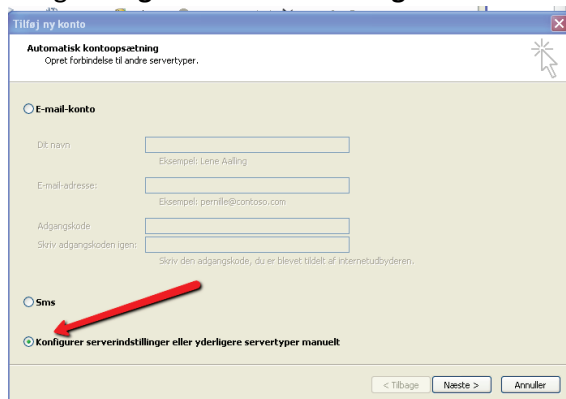 Tilføj ny konto
Automatisk kontoopsætning
Opret forbindelse til andre servertyper.
E-mail-konto
Dit navn
Eksempel: Lene Aalling
E-mail-adresse:
Eksempel: pernille@contoso.com
Adgangskode
Skriv adgangskoden igen:
Skriv den adgangskode, du er blevet tildelt af internetudbyderen.
Sms
Konfigurer serverindstillinger eller yderligere servertyper manuelt
< Tilbage
Næste >
Annuller